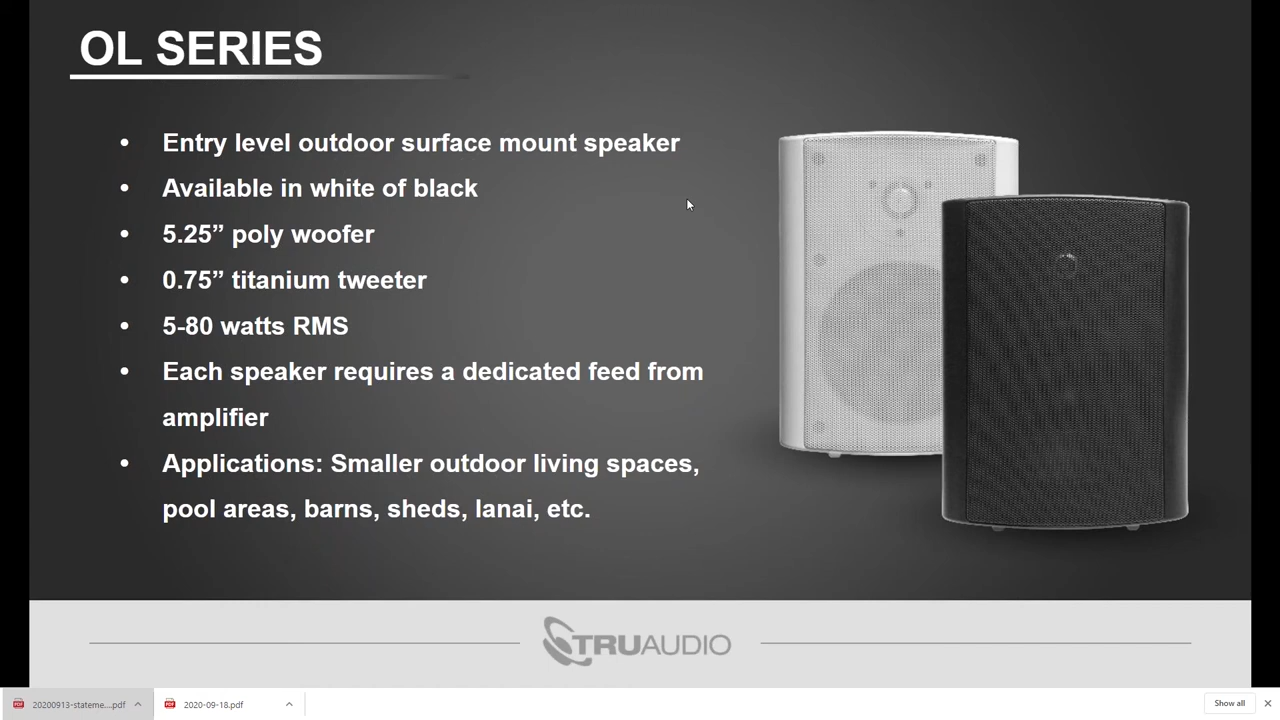 OL SERIES
• Entry level outdoor surface mount speaker
• Available in white of black
• 5.25” poly woofer
• 0.75” titanium tweeter
• 5-80 watts RMS
• Each speaker requires a dedicated feed from
amplifier
• Applications: Smaller outdoor living spaces,
pool areas, barns, sheds, lanai, etc.
TRUAUDIO
20200913-stateme....pdf
2020-09-18.pdf
Show all